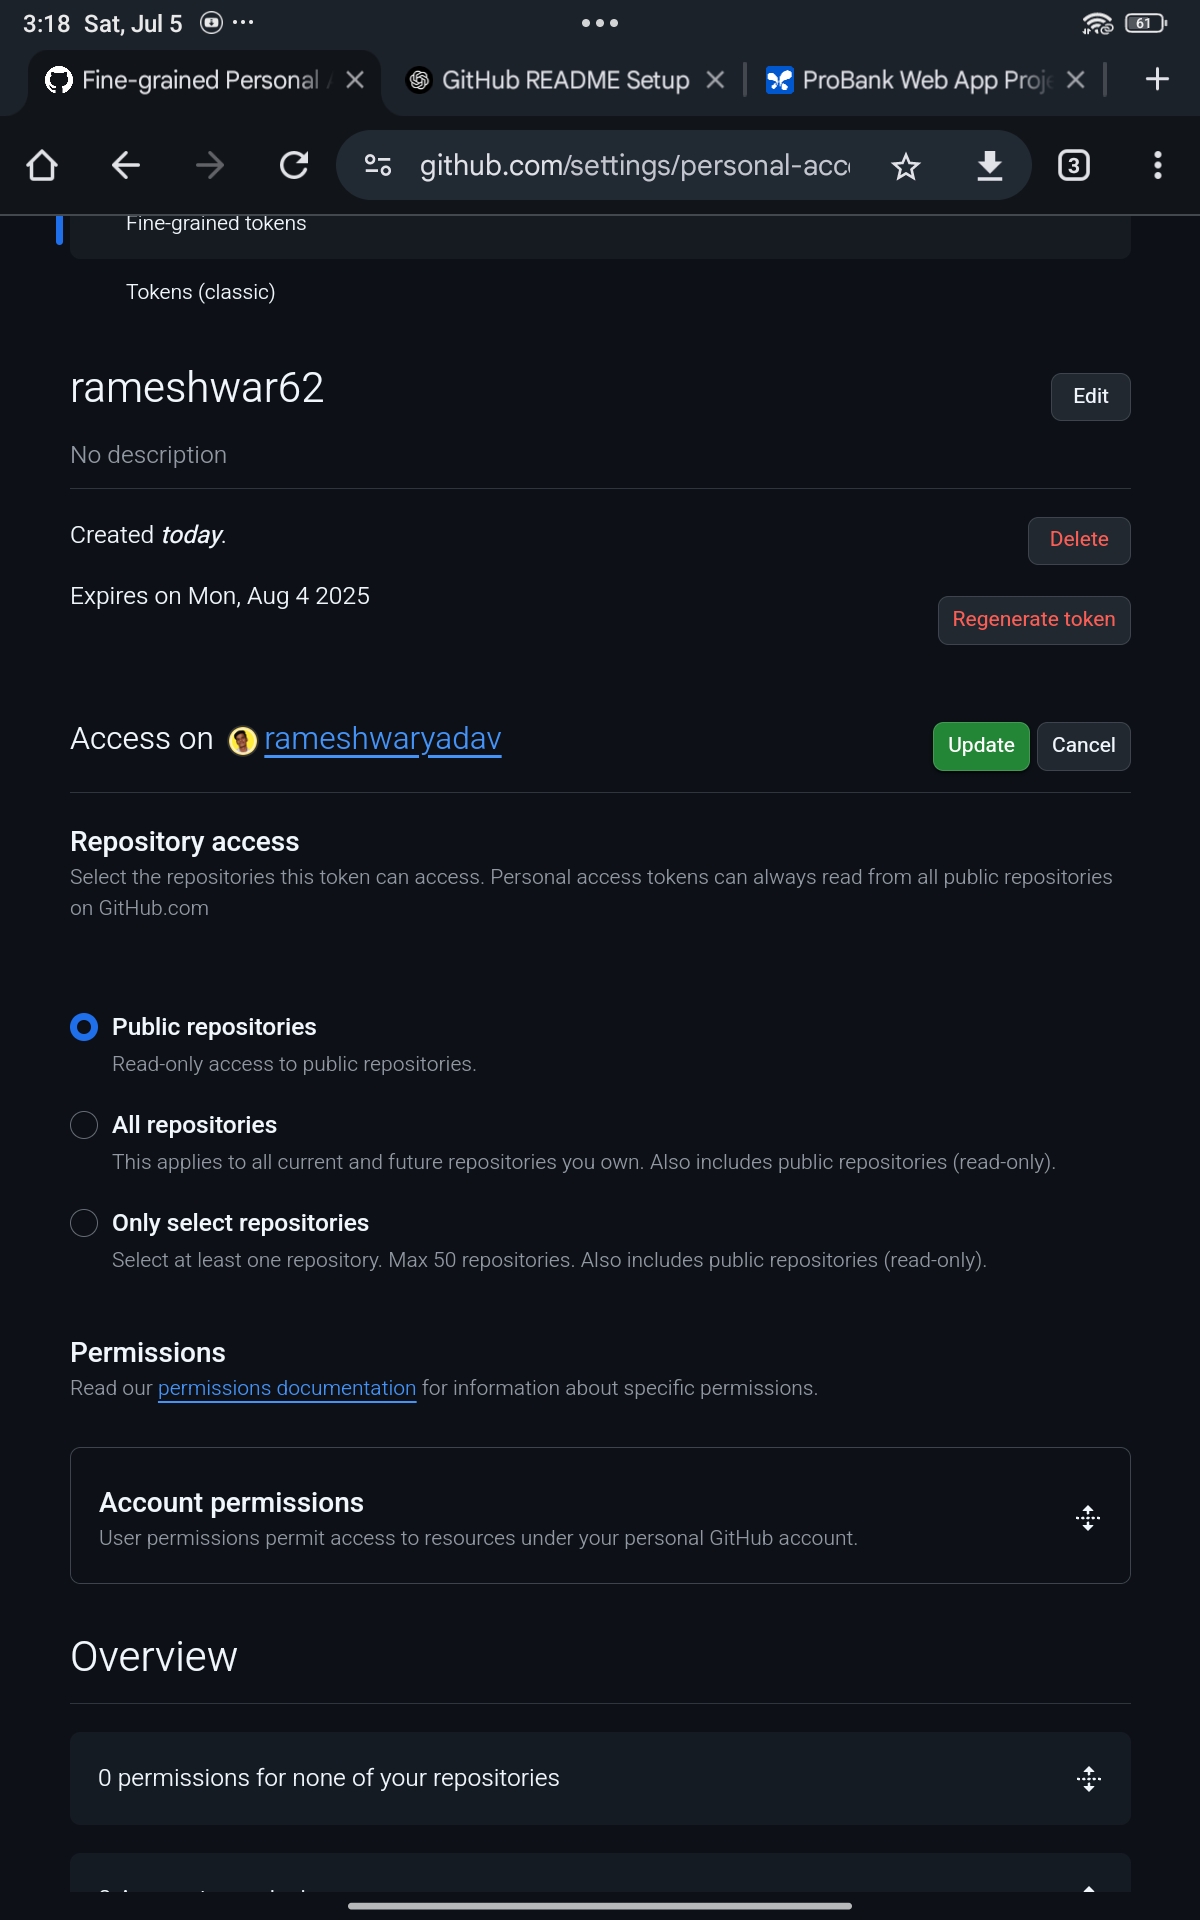 3:18 Sat, Jul 5
61
Fine-grained Personal
GitHub README Setup
ProBank Web App Proje
github.com/settings/personal-acc
3
Fine-grained tokens
Tokens (classic)
rameshwar62
Edit
No description
Created today.
Delete
Expires on Mon, Aug 4 2025
Regenerate token
Access on rameshwaryadav
Update
Cancel
Repository access
Select the repositories this token can access. Personal access tokens can always read from all public repositories
on GitHub.com
Public repositories
Read-only access to public repositories.
All repositories
This applies to all current and future repositories you own. Also includes public repositories (read-only).
Only select repositories
Select at least one repository. Max 50 repositories. Also includes public repositories (read-only).
Permissions
Read our permissions documentation for information about specific permissions.
Account permissions
User permissions permit access to resources under your personal GitHub account.
Overview
0 permissions for none of your repositories